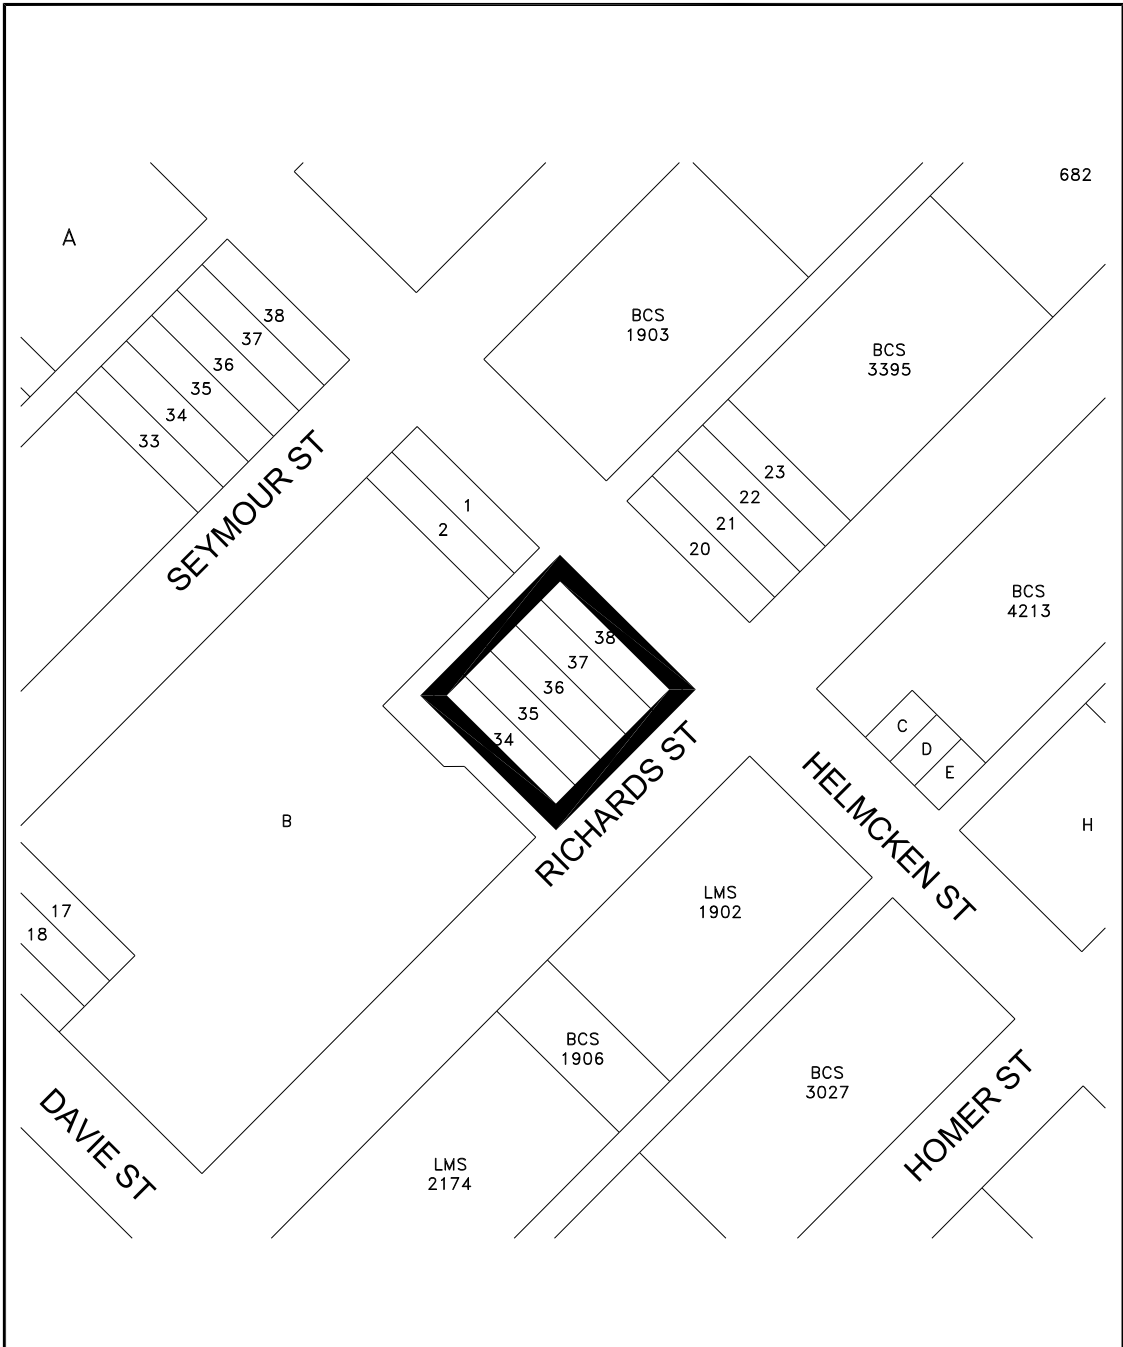 682
A
38
37
36
35
34
33
BCS
1903
BCS
3395
SEYMOUR ST
1
2
23
22
21
20
38
37
36
35
34
BCS
4213
C
D
E
RICHARDS ST
HELMCKEN ST
B
H
LMS
1902
17
18
BCS
1906
BCS
3027
HOMER ST
DAVIE ST
LMS
2174